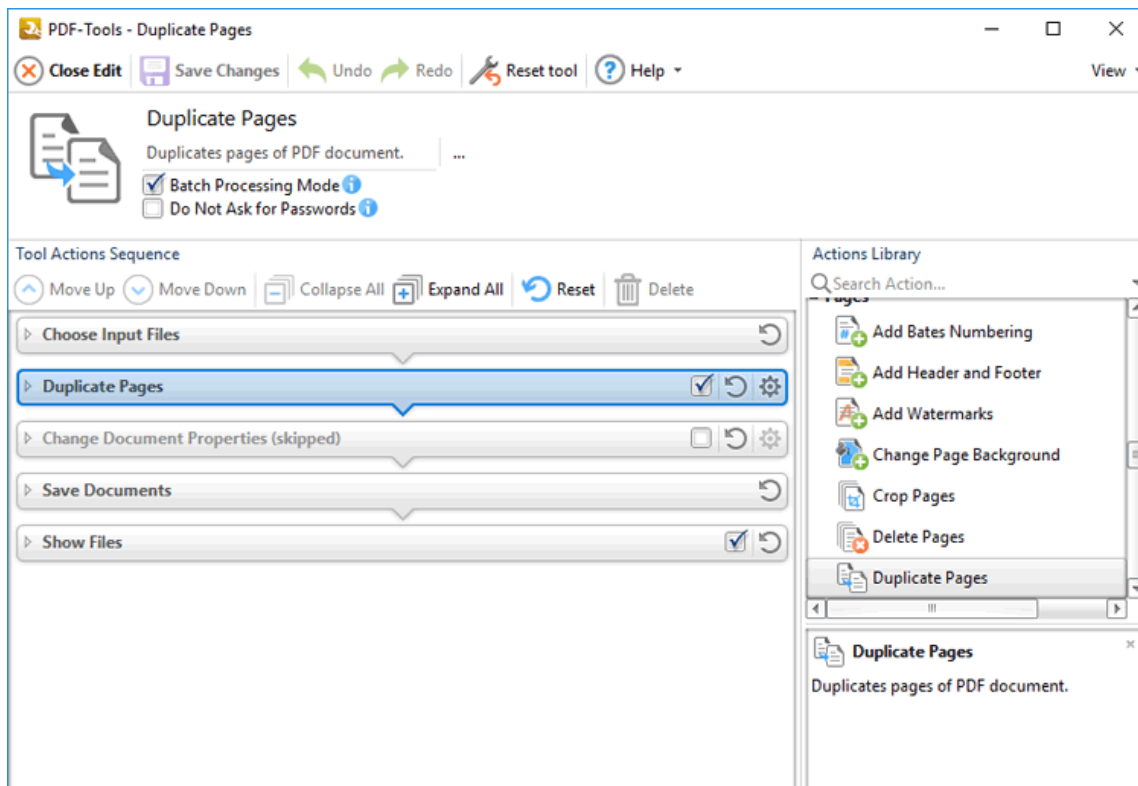 PDF-Tools - Duplicate Pages
Close Edit Save Changes Undo Redo Reset tool Help View
Duplicate Pages
Duplicates pages of PDF document. ...
Batch Processing Mode
Do Not Ask for Passwords
Tool Actions Sequence
Move Up Move Down Collapse All Expand All Reset Delete
Choose Input Files
Duplicate Pages
Change Document Properties (skipped)
Save Documents
Show Files
Actions Library
Search Action...
Pages
Add Bates Numbering
Add Header and Footer
Add Watermarks
Change Page Background
Crop Pages
Delete Pages
Duplicate Pages
Duplicate Pages
Duplicates pages of PDF document.